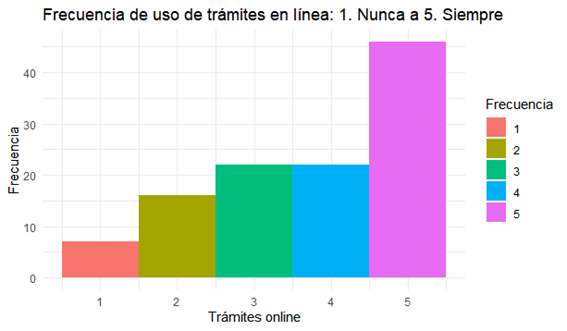 Frecuencia de uso de trámites en línea: 1. Nunca a 5. Siempre
Frecuencia
40
30
20
10
0
1 2 3 4 5
Trámites online
Frecuencia
1
2
3
4
5